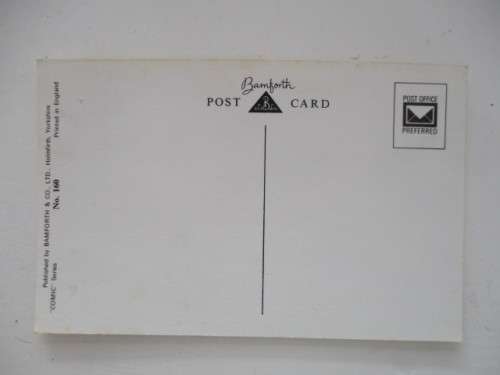 Bamforth
POST CARD
B
POST OFFICE
PREFERRED
Published by BAMFORTH & CO., LTD., Holmfirth, Yorkshire
"COMIC" Series No. 160 Printed in England